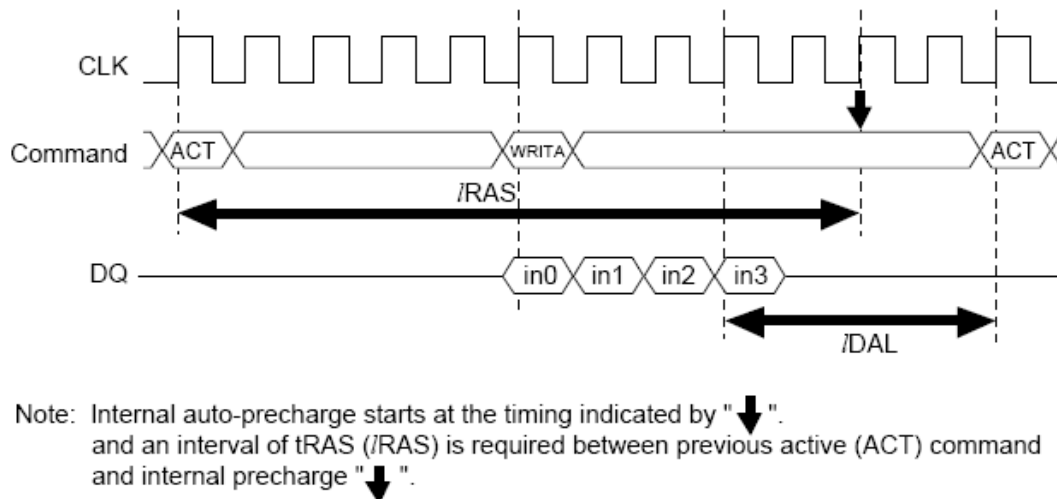 CLK
Command ACT WRITA ACT
lRAS
DQ in0 in1 in2 in3
lDAL
Note: Internal auto-precharge starts at the timing indicated by " ".
and an interval of tRAS (lRAS) is required between previous active (ACT) command
and internal precharge " ".